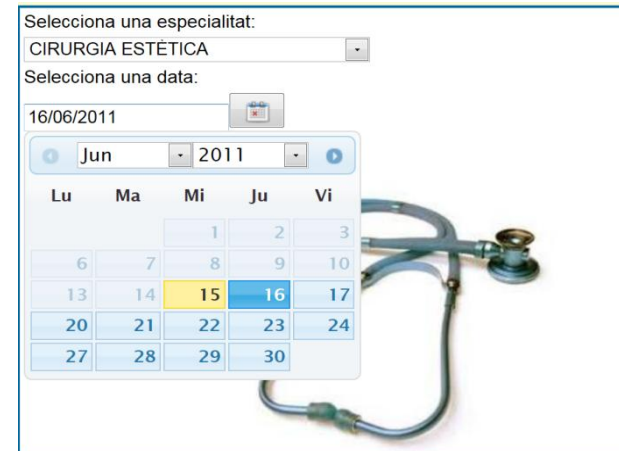 Selecciona una especialitat:
CIRURGIA ESTÈTICA
Selecciona una data:
16/06/2011
Jun 2011
Lu Ma Mi Ju Vi
1 2 3
6 7 8 9 10
13 14 15 16 17
20 21 22 23 24
27 28 29 30